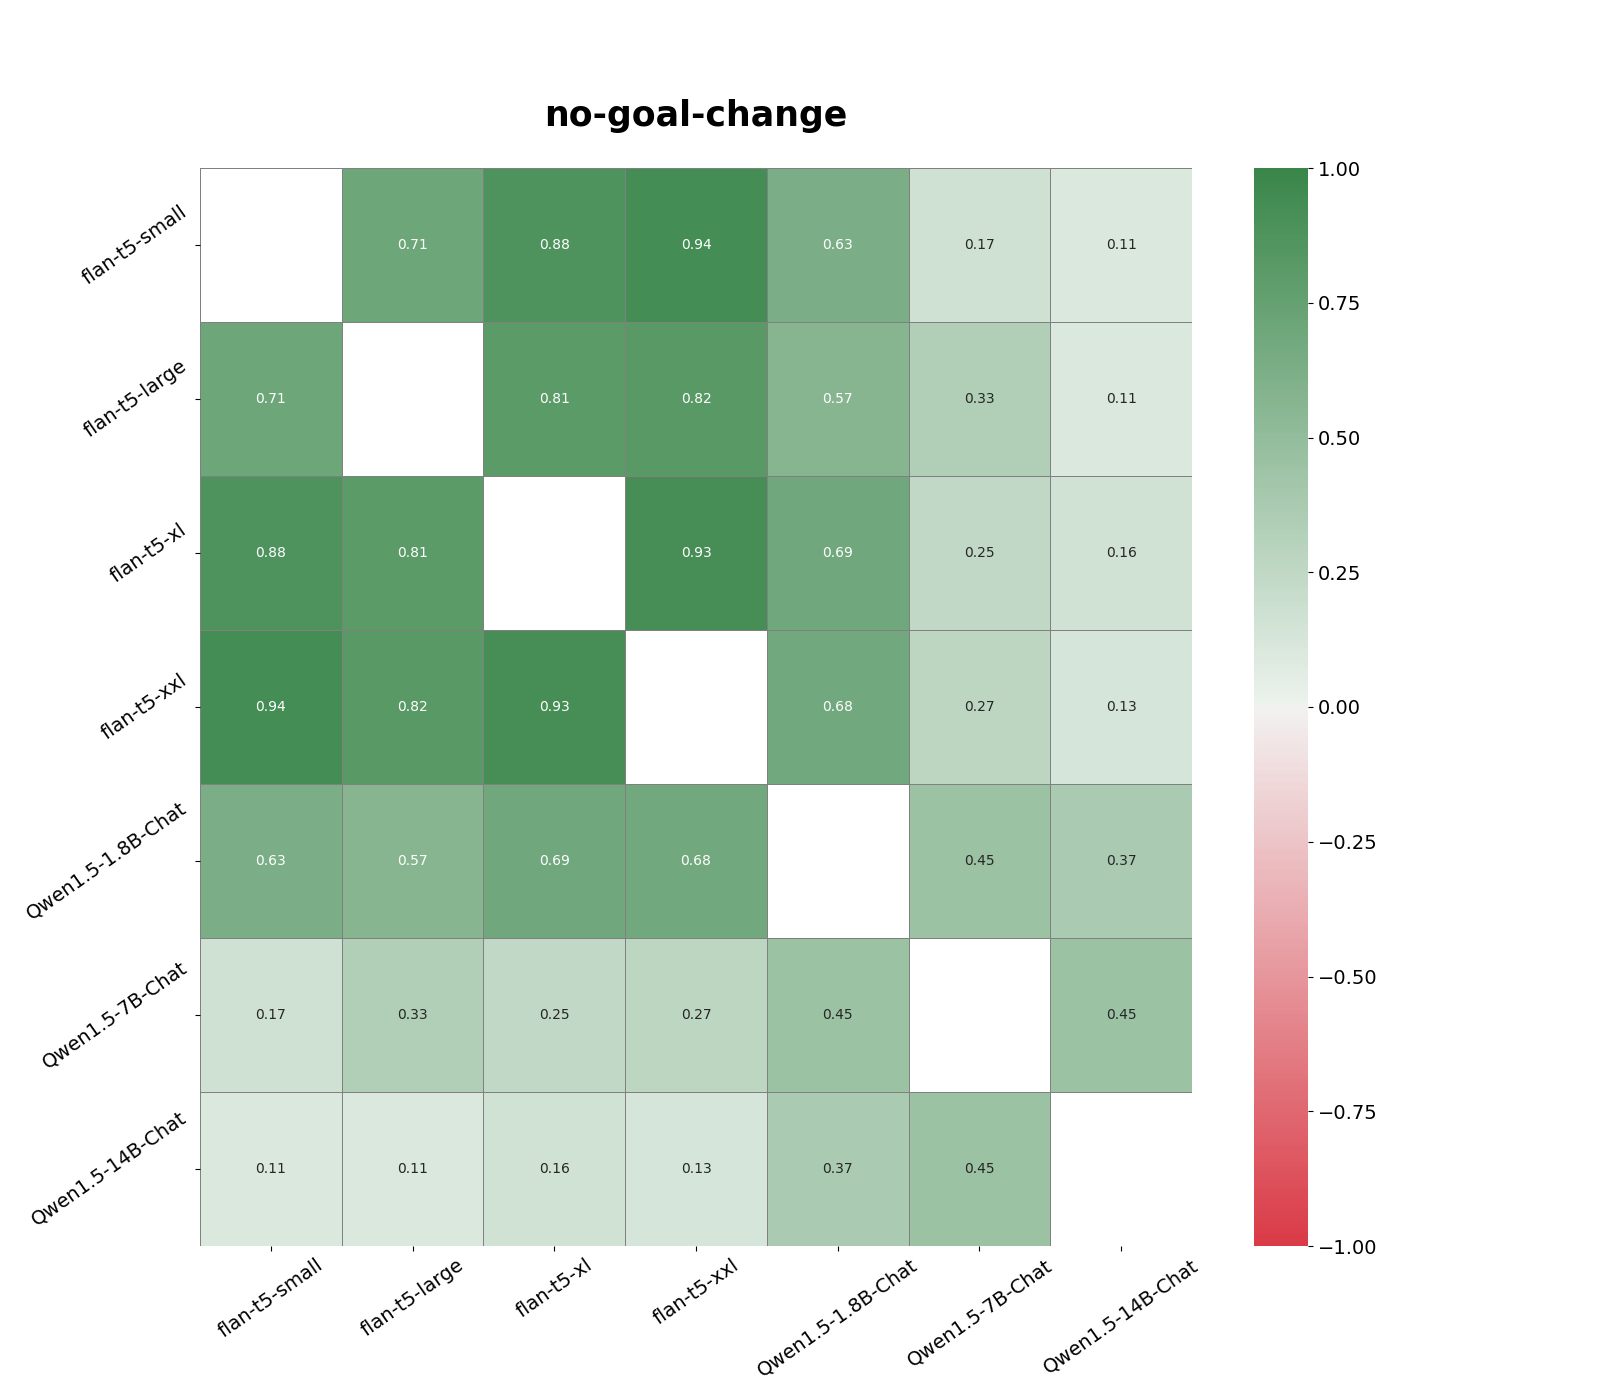 no-goal-change
flan-t5-small
0.71 0.88 0.94 0.63 0.17 0.11
flan-t5-large
0.71 0.81 0.82 0.57 0.33 0.11
flan-t5-xl
0.88 0.81 0.93 0.69 0.25 0.16
flan-t5-xxl
0.94 0.82 0.93 0.68 0.27 0.13
Qwen1.5-1.8B-Chat
0.63 0.57 0.69 0.68 0.45 0.37
Qwen1.5-7B-Chat
0.17 0.33 0.25 0.27 0.45 0.45
Qwen1.5-14B-Chat
0.11 0.11 0.16 0.13 0.37 0.45
flan-t5-small
flan-t5-large
flan-t5-xl
flan-t5-xxl
Qwen1.5-1.8B-Chat
Qwen1.5-7B-Chat
Qwen1.5-14B-Chat
1.00
0.75
0.50
0.25
0.00
−0.25
−0.50
−0.75
−1.00